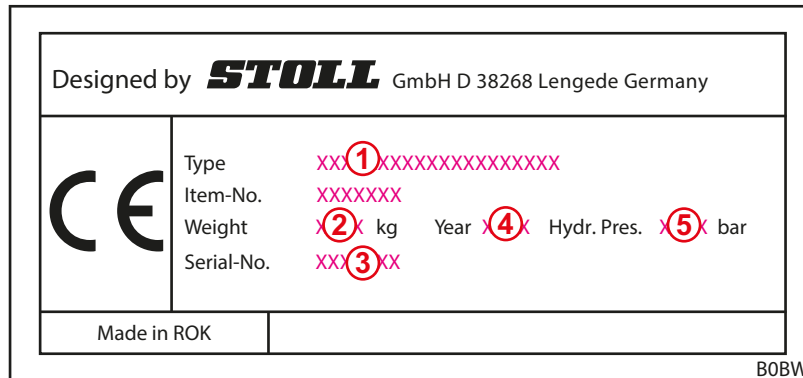 Designed by STOLL GmbH D 38268 Lengede Germany
CE
Type XXX①XXXXXXXXXXXXXXX
Item-No. XXXXXXX
Weight X②X kg Year X④X Hydr. Pres. X⑤X bar
Serial-No. XXX③XX
Made in ROK
B0BW